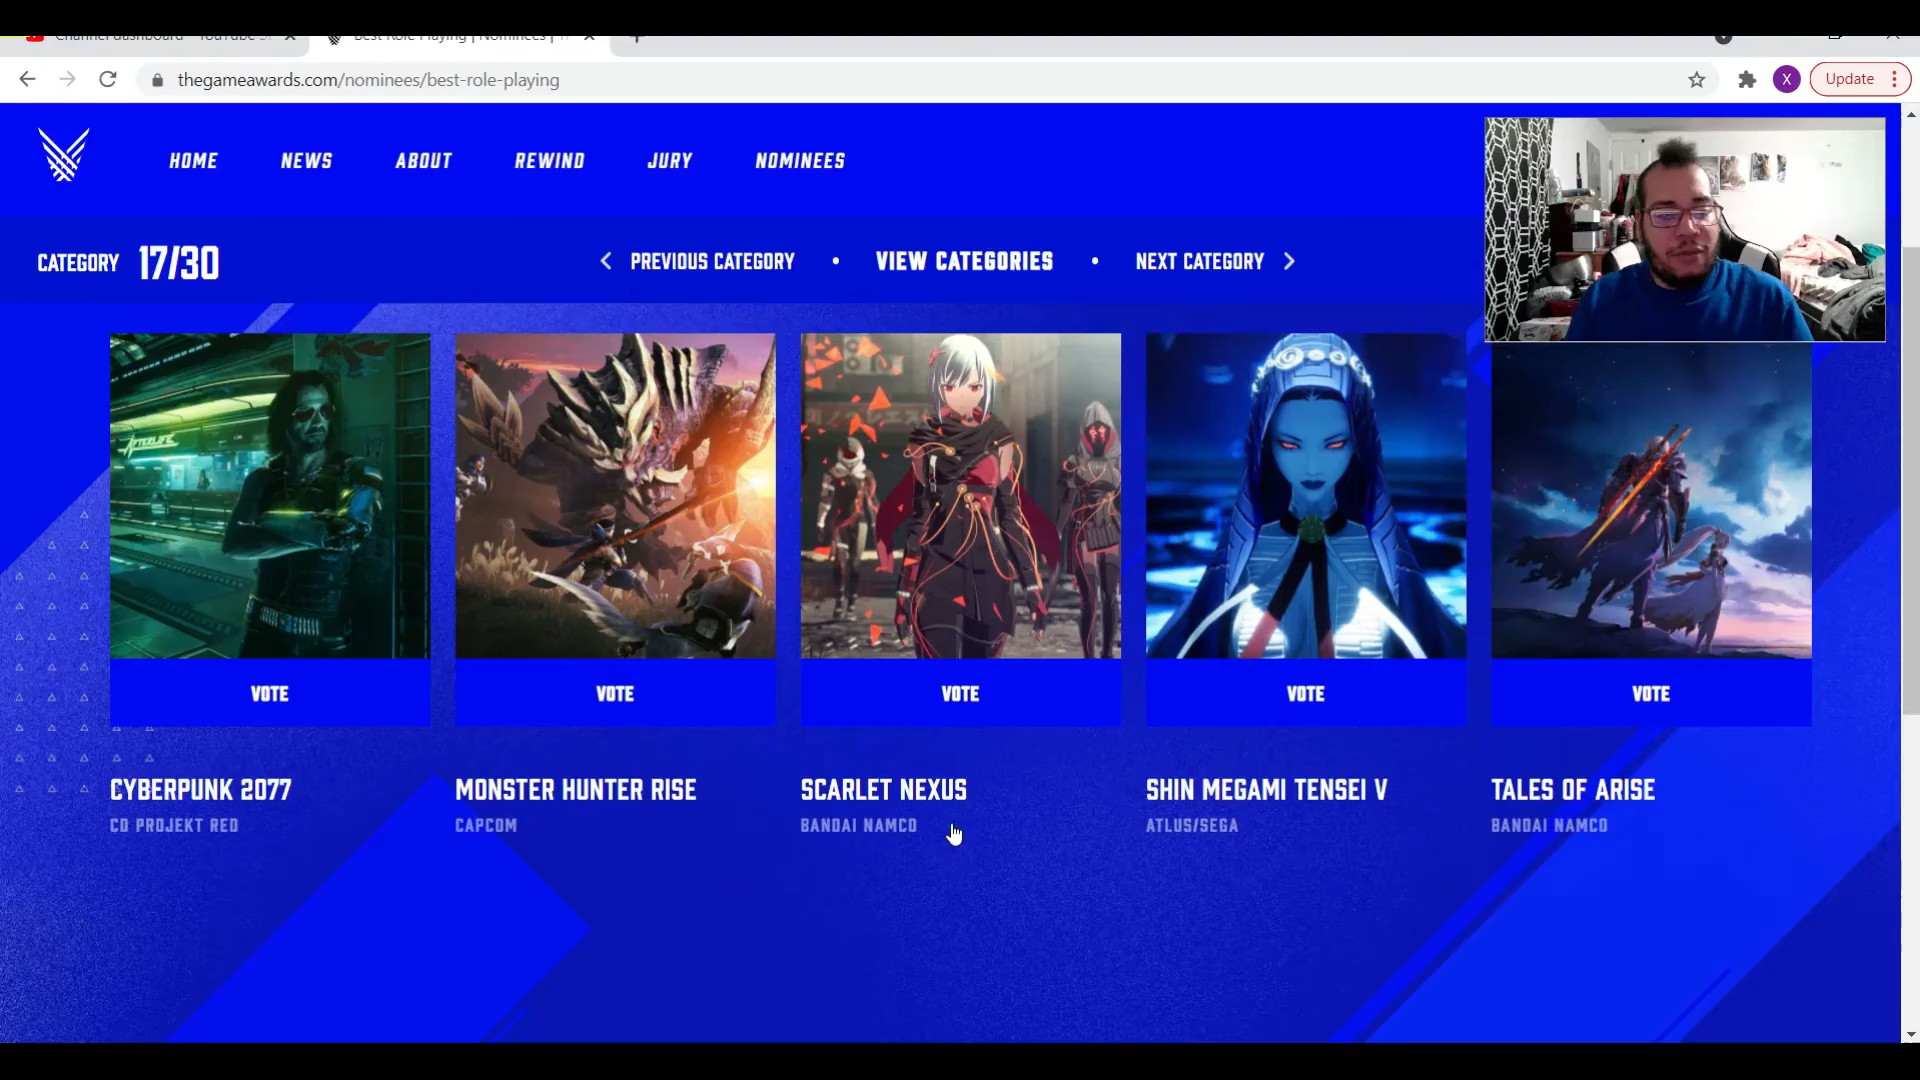 Channel dashboard - YouTube S
Best Role Playing | Nominees |
thegameawards.com/nominees/best-role-playing
X
Update
HOME
NEWS
ABOUT
REWIND
JURY
NOMINEES
CATEGORY 17/30
PREVIOUS CATEGORY
VIEW CATEGORIES
NEXT CATEGORY
AFTERLIFE
VOTE
VOTE
VOTE
VOTE
VOTE
CYBERPUNK 2077
CD PROJEKT RED
MONSTER HUNTER RISE
CAPCOM
SCARLET NEXUS
BANDAI NAMCO
SHIN MEGAMI TENSEI V
ATLUS/SEGA
TALES OF ARISE
BANDAI NAMCO